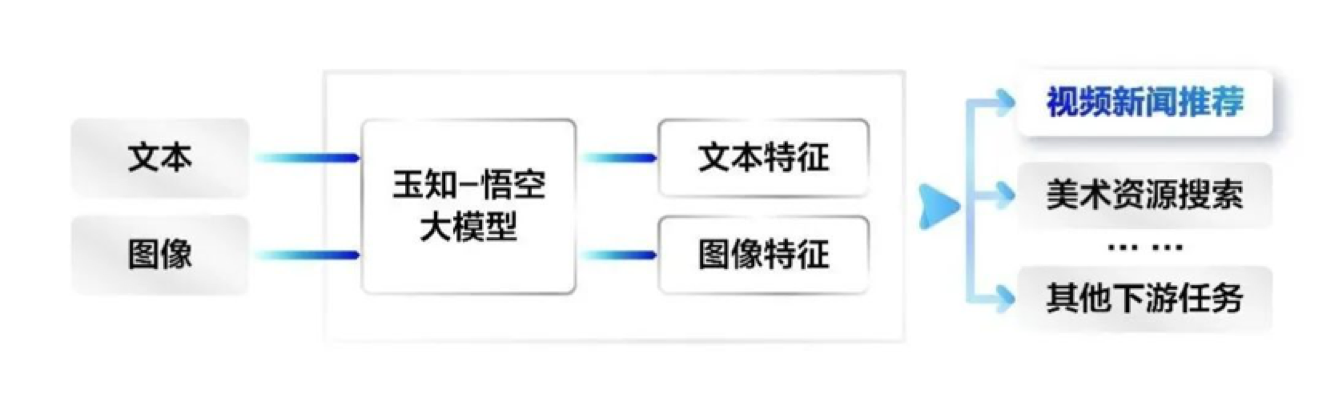 文本
图像
玉知-悟空
大模型
文本特征
图像特征
视频新闻推荐
美术资源搜索
... ...
其他下游任务